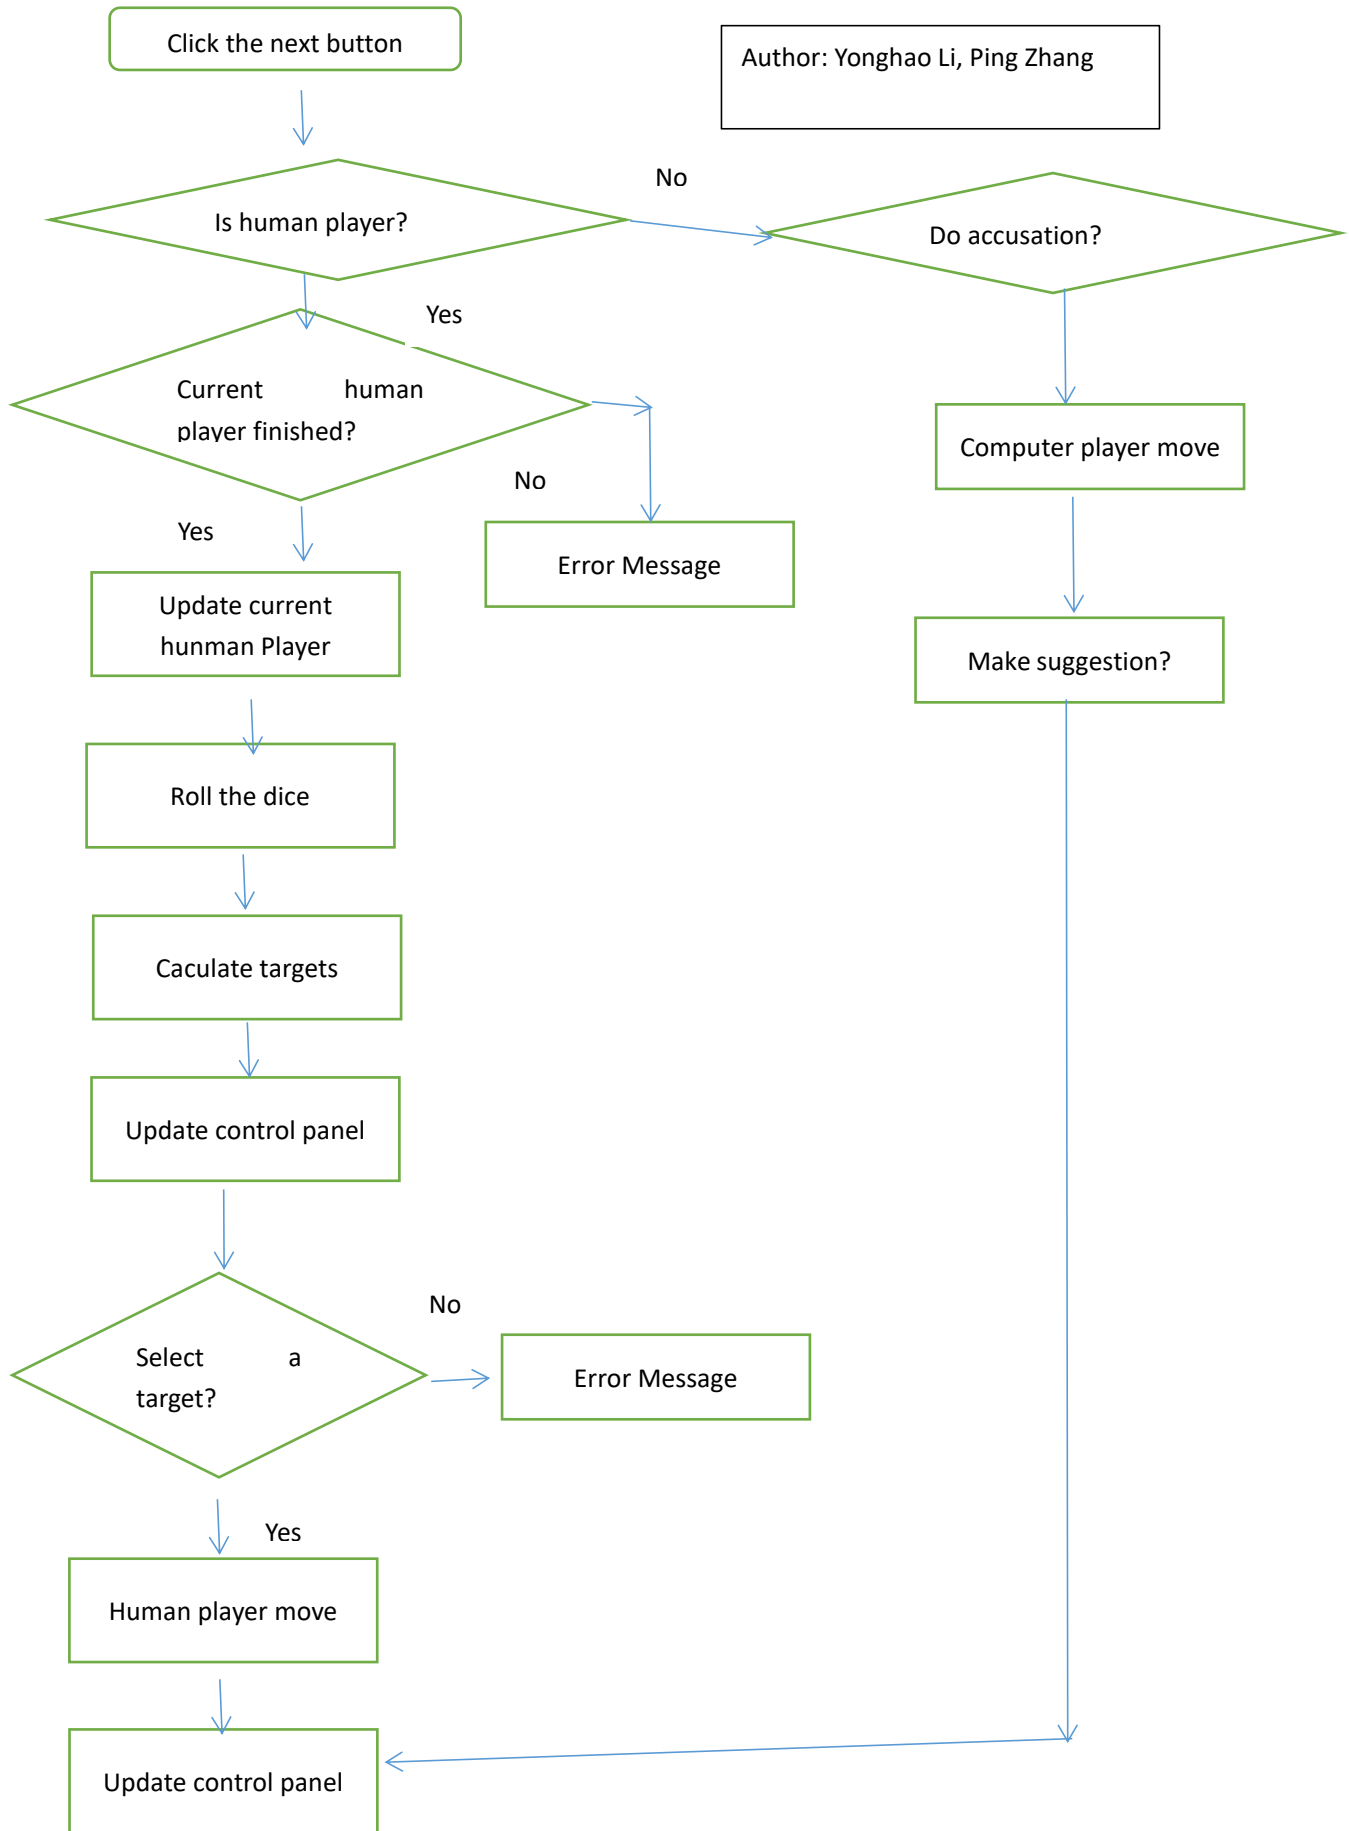 Click the next button
Author: Yonghao Li, Ping Zhang
No
Is human player?
Do accusation?
Yes
Current human
player finished?
Computer player move
No
Yes
Error Message
Update current
hunman Player
Make suggestion?
Roll the dice
Caculate targets
Update control panel
No
Select a
target?
Error Message
Yes
Human player move
Update control panel